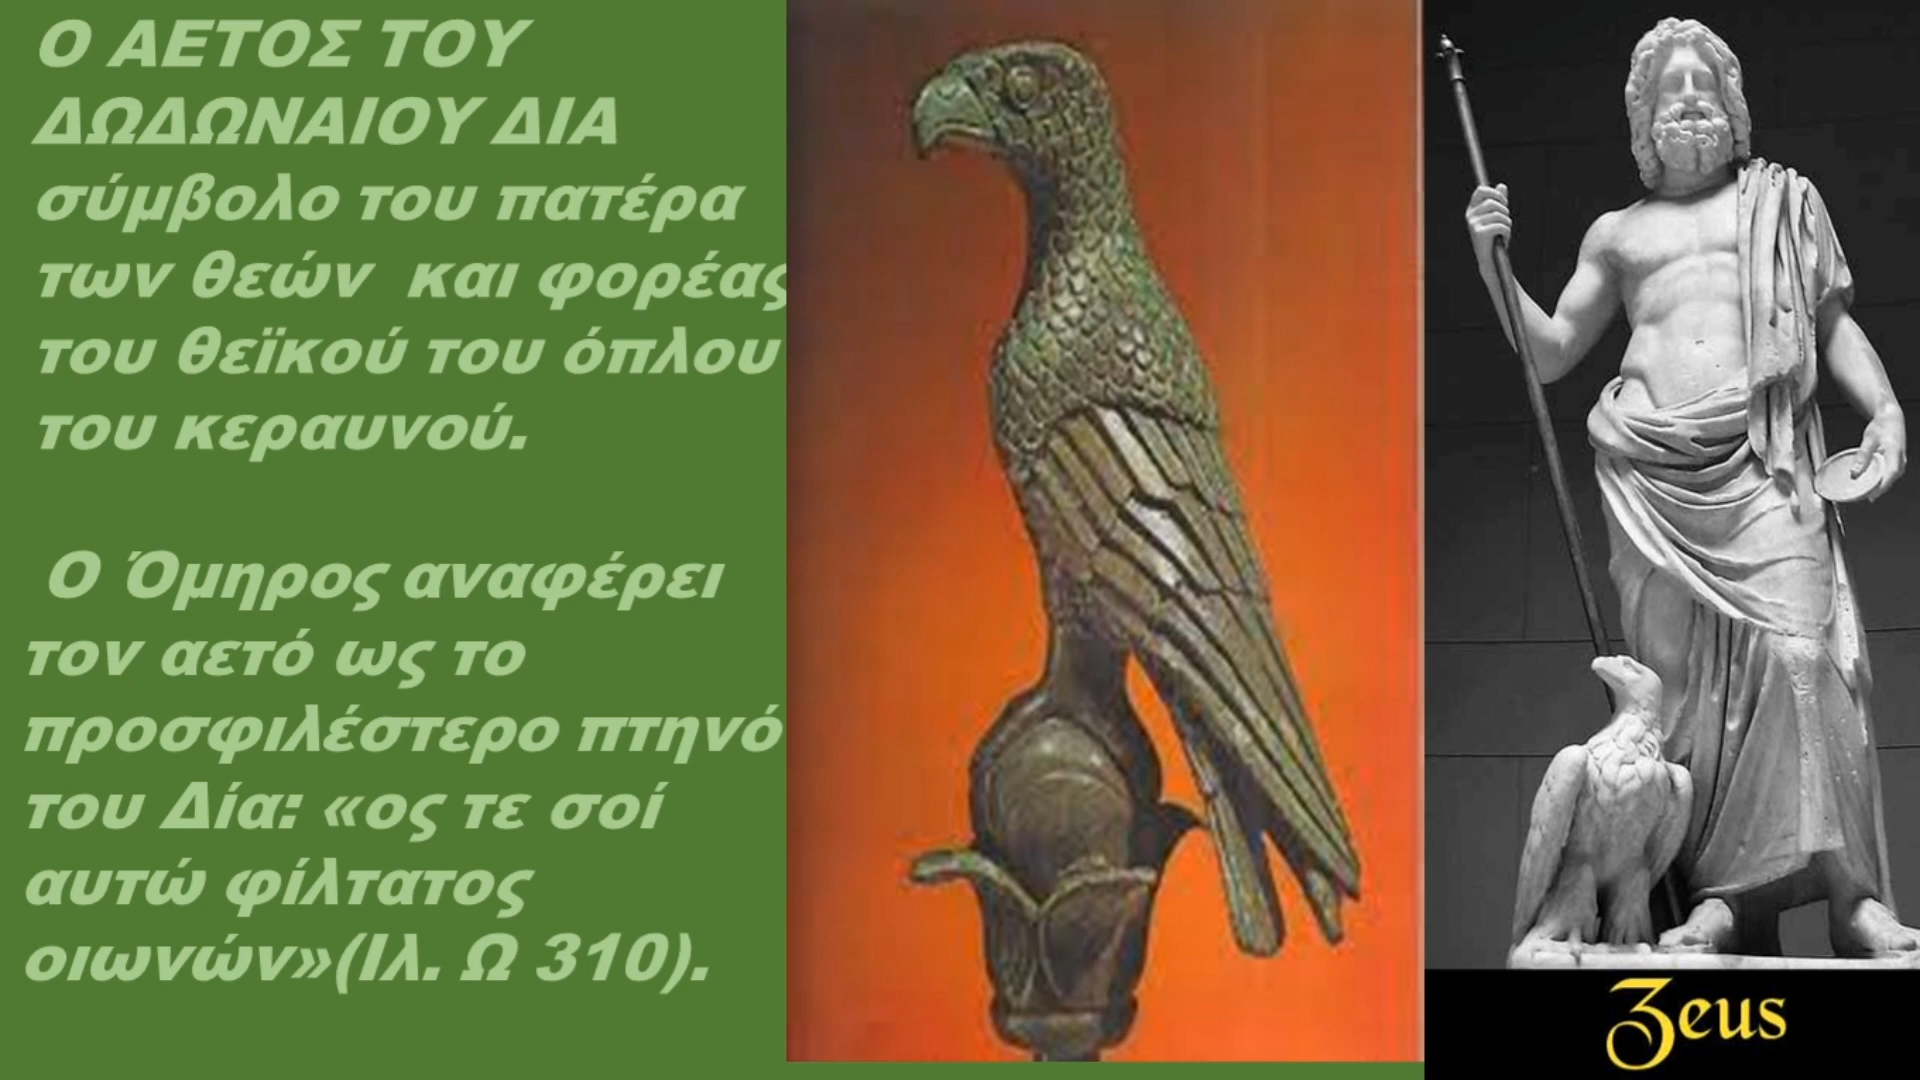 Ο ΑΕΤΟΣ ΤΟΥ
ΔΩΔΩΝΑΙΟΥ ΔΙΑ
σύμβολο του πατέρα
των θεών και φορέας
του θεϊκού του όπλου
του κεραυνού.
Ο Όμηρος αναφέρει
τον αετό ως το
προσφιλέστερο πτηνό
του Δία: «ος τε σοί
αυτώ φίλτατος
οιωνών»(Ιλ. Ω 310).
Zeus